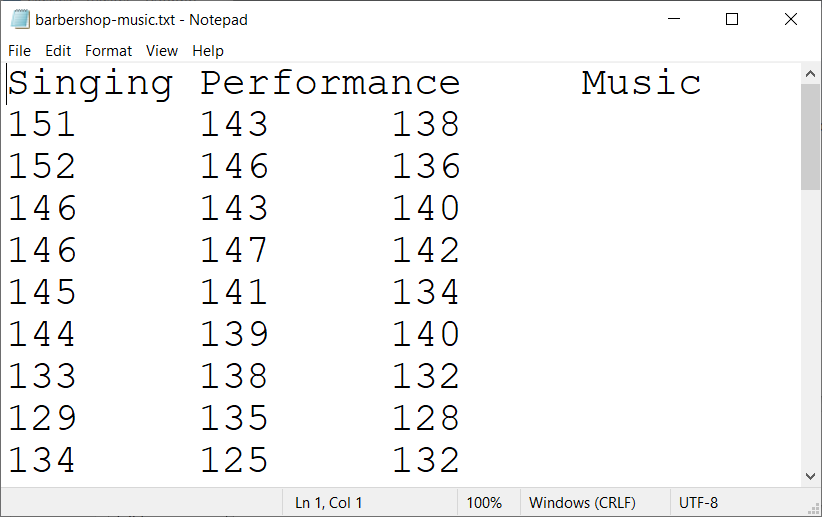 barbershop-music.txt - Notepad
File Edit Format View Help
Singing Performance Music
151 143 138
152 146 136
146 143 140
146 147 142
145 141 134
144 139 140
133 138 132
129 135 128
134 125 132
Ln 1, Col 1 100% Windows (CRLF) UTF-8